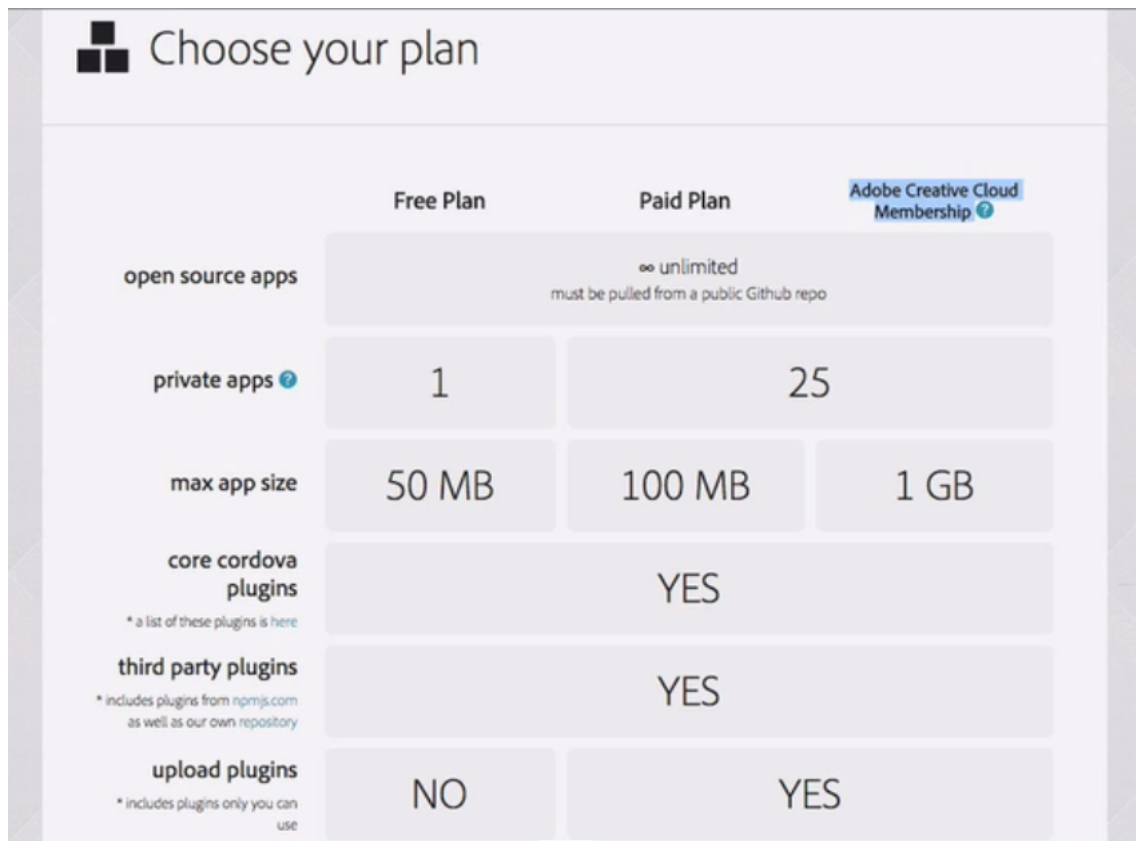 Choose your plan
Free Plan
Paid Plan
Adobe Creative Cloud
Membership ?
open source apps
∞ unlimited
must be pulled from a public Github repo
private apps ?
1
25
max app size
50 MB
100 MB
1 GB
core cordova
plugins
* a list of these plugins is here
YES
third party plugins
* includes plugins from npmjs.com
as well as our own repository
YES
upload plugins
* includes plugins only you can
use
NO
YES